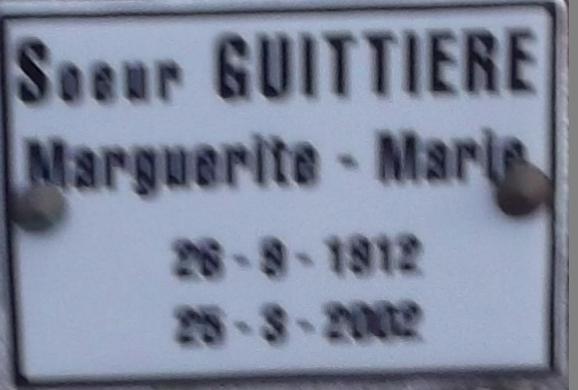 Soeur GUITTIERE
Marguerite - Marie
26 - 9 - 1912
25 - 3 - 2002